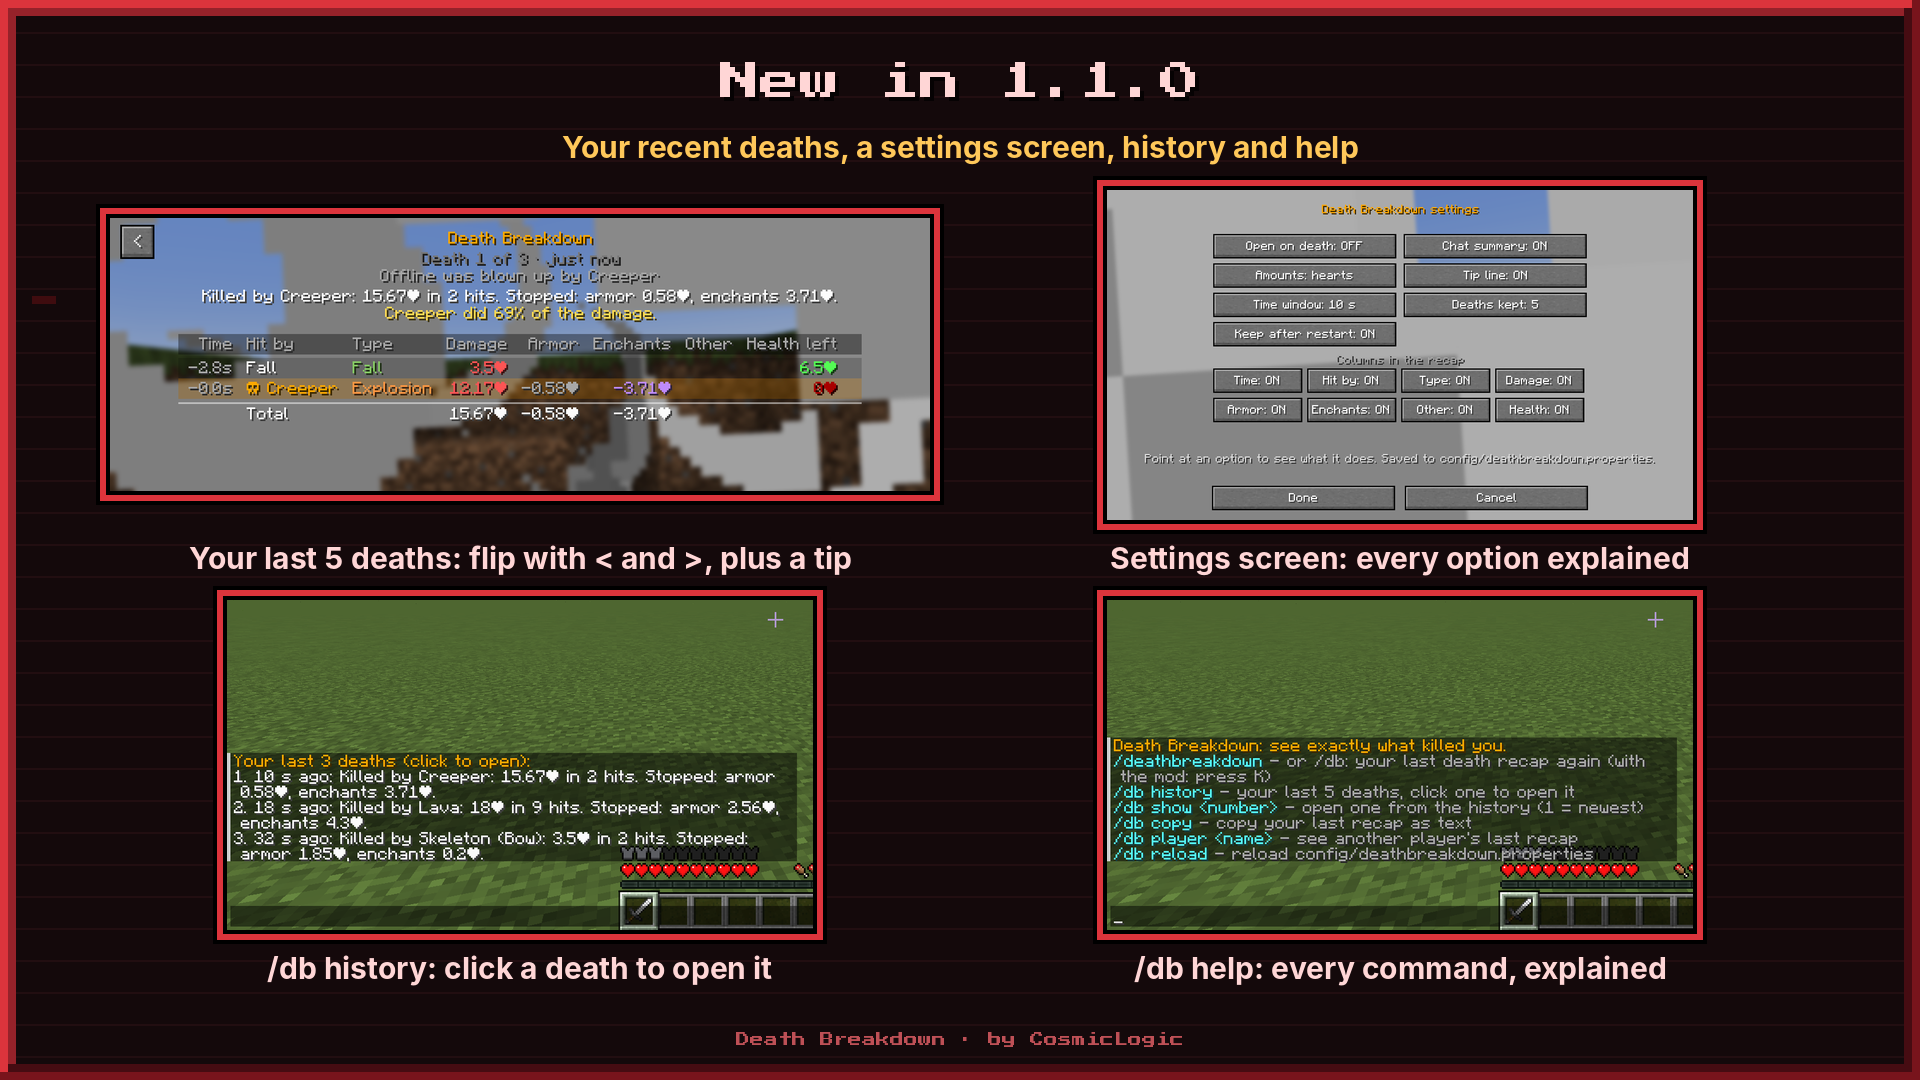 New in 1.1.0
Your recent deaths, a settings screen, history and help
<
Death Breakdown
Death 1 of 3 · just now
Offline was blown up by Creeper
Killed by Creeper: 15.67♥ in 2 hits. Stopped: armor 0.58♥, enchants 3.71♥.
Creeper did 69% of the damage.
Time Hit by Type Damage Armor Enchants Other Health left
-2.8s Fall Fall 3.5♥ 6.5♥
-0.0s Creeper Explosion 12.17♥ -0.58♥ -3.71♥ 0♥
Total 15.67♥ -0.58♥ -3.71♥
Your last 5 deaths: flip with < and >, plus a tip
Death Breakdown settings
Open on death: OFF Chat summary: ON
Amounts: hearts Tip line: ON
Time window: 10 s Deaths kept: 5
Keep after restart: ON
Columns in the recap
Time: ON Hit by: ON Type: ON Damage: ON
Armor: ON Enchants: ON Other: ON Health: ON
Point at an option to see what it does. Saved to config/deathbreakdown.properties.
Done Cancel
Settings screen: every option explained
Your last 3 deaths (click to open):
1. 10 s ago: Killed by Creeper: 15.67♥ in 2 hits. Stopped: armor
0.58♥, enchants 3.71♥.
2. 18 s ago: Killed by Lava: 18♥ in 9 hits. Stopped: armor 2.56♥,
enchants 4.3♥.
3. 32 s ago: Killed by Skeleton (Bow): 3.5♥ in 2 hits. Stopped:
armor 1.85♥, enchants 0.2♥.
/db history: click a death to open it
Death Breakdown: see exactly what killed you.
/deathbreakdown - or /db: your last death recap again (with
the mod: press K)
/db history - your last 5 deaths, click one to open it
/db show <number> - open one from the history (1 = newest)
/db copy - copy your last recap as text
/db player <name> - see another player's last recap
/db reload - reload config/deathbreakdown.properties
_
/db help: every command, explained
Death Breakdown · by CosmicLogic